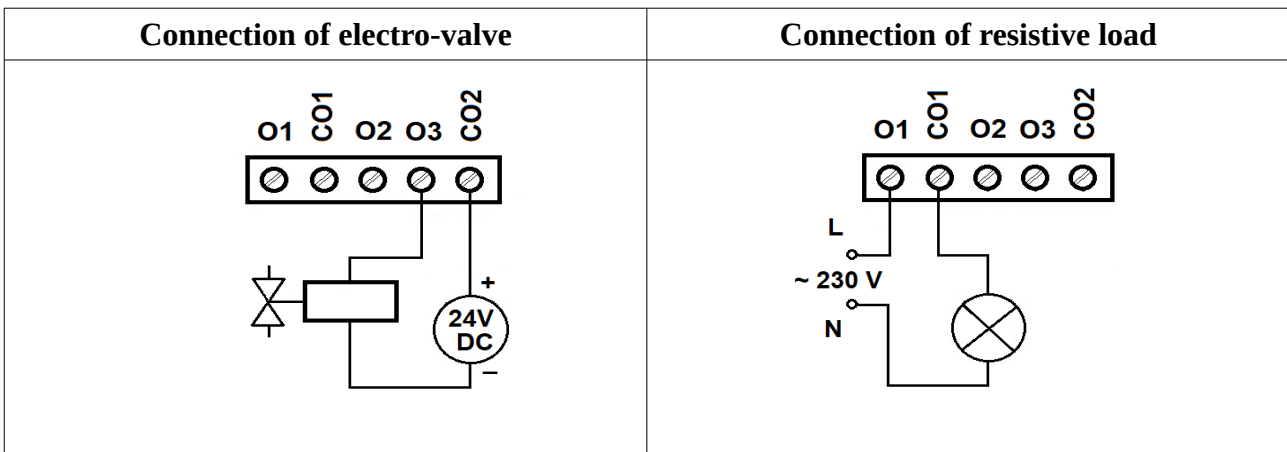 Connection of electro-valve
Connection of resistive load
O1 CO1 O2 O3 CO2
+
24V
DC
–
O1 CO1 O2 O3 CO2
L
~ 230 V
N